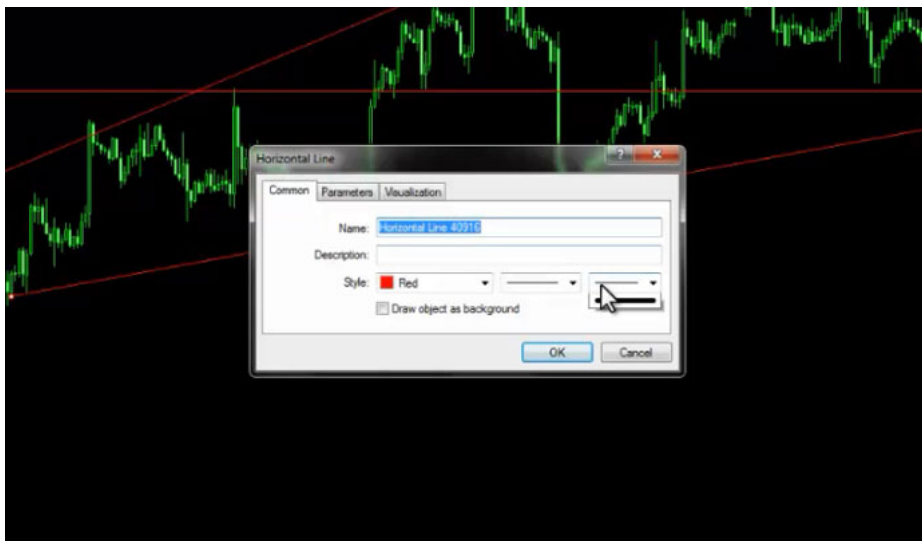 Horizontal Line
Common Parameters Visualization
Name: Horizontal Line 40916
Description:
Style: Red
Draw object as background
OK Cancel